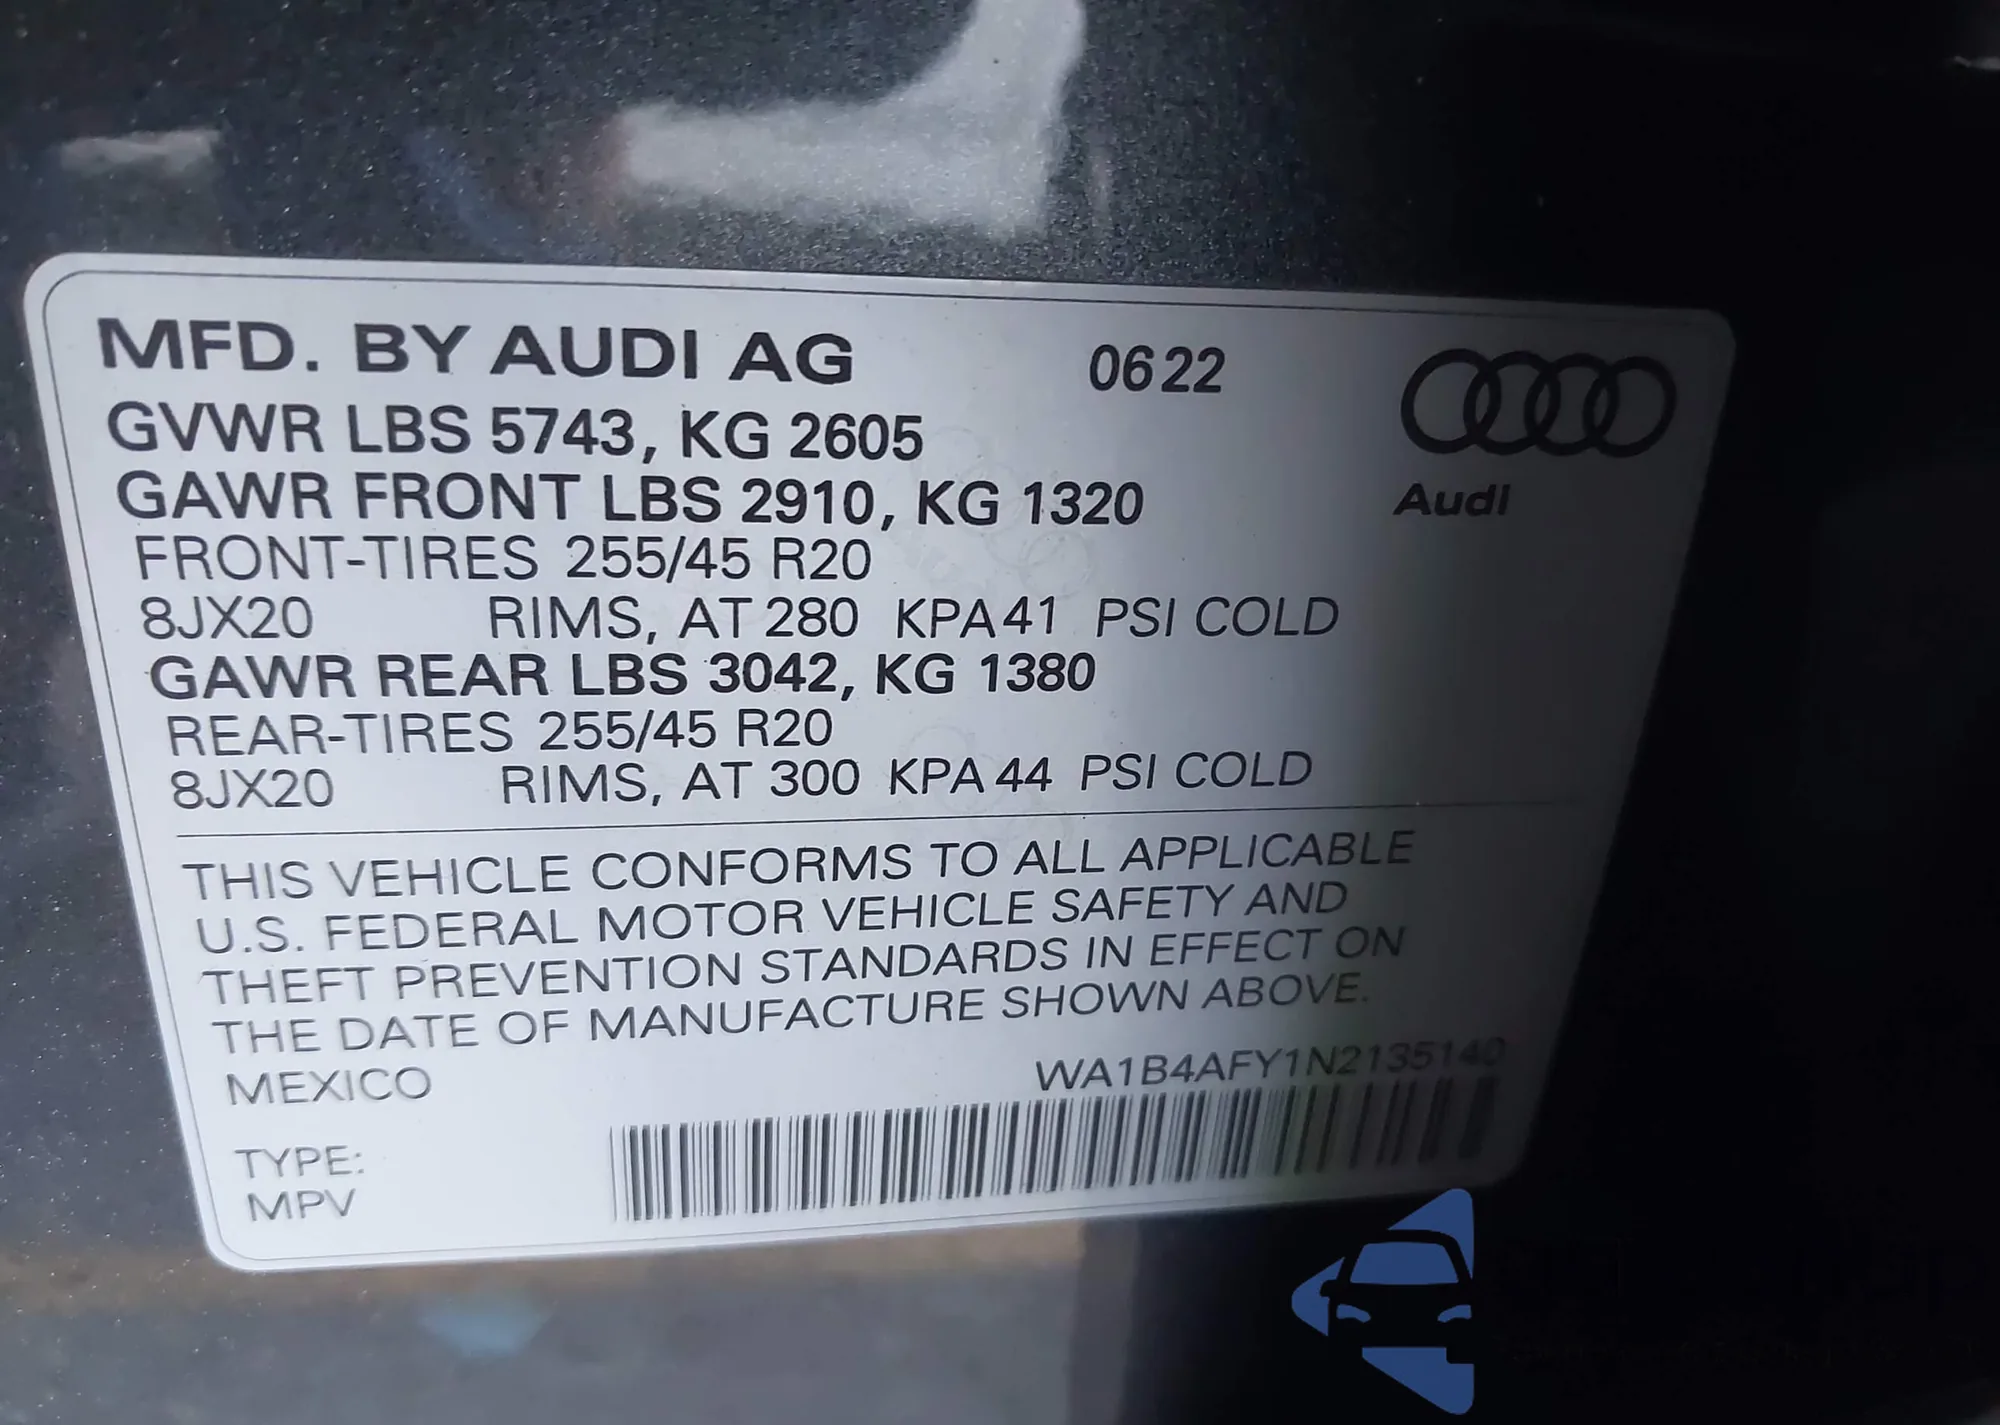 MFD. BY AUDI AG 0622
Audi
GVWR LBS 5743, KG 2605
GAWR FRONT LBS 2910, KG 1320
FRONT-TIRES 255/45 R20
8JX20 RIMS, AT 280 KPA 41 PSI COLD
GAWR REAR LBS 3042, KG 1380
REAR-TIRES 255/45 R20
8JX20 RIMS, AT 300 KPA 44 PSI COLD
THIS VEHICLE CONFORMS TO ALL APPLICABLE
U.S. FEDERAL MOTOR VEHICLE SAFETY AND
THEFT PREVENTION STANDARDS IN EFFECT ON
THE DATE OF MANUFACTURE SHOWN ABOVE.
MEXICO
WA1B4AFY1N2135140
TYPE:
MPV